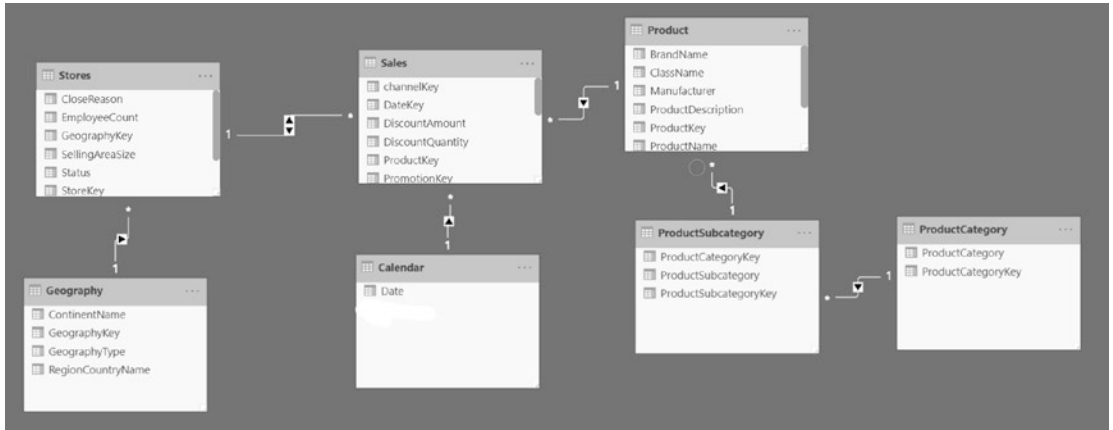 Stores
CloseReason
EmployeeCount
GeographyKey
SellingAreaSize
Status
StoreKey
1
*
*
1
Sales
channelKey
DateKey
DiscountAmount
DiscountQuantity
ProductKey
PromotionKey
*
*
1
1
Product
BrandName
ClassName
Manufacturer
ProductDescription
ProductKey
ProductName
*
1
Geography
ContinentName
GeographyKey
GeographyType
RegionCountryName
Calendar
Date
ProductSubcategory
ProductCategoryKey
ProductSubcategory
ProductSubcategoryKey
*
1
ProductCategory
ProductCategory
ProductCategoryKey